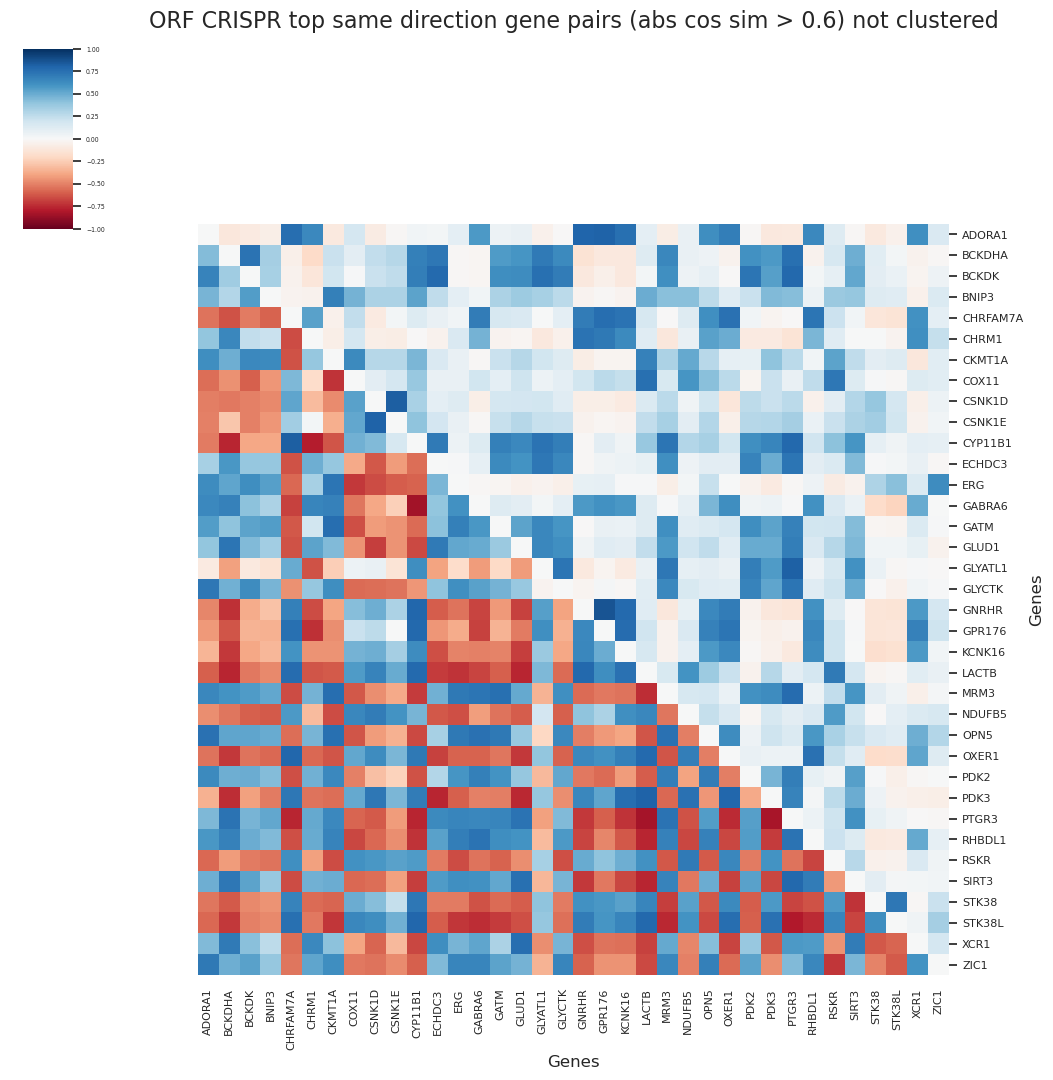 ORF CRISPR top same direction gene pairs (abs cos sim > 0.6) not clustered
1.00
0.75
0.50
0.25
0.00
−0.25
−0.50
−0.75
−1.00
ADORA1
BCKDHA
BCKDK
BNIP3
CHRFAM7A
CHRM1
CKMT1A
COX11
CSNK1D
CSNK1E
CYP11B1
ECHDC3
ERG
GABRA6
GATM
GLUD1
GLYATL1
GLYCTK
GNRHR
GPR176
KCNK16
LACTB
MRM3
NDUFB5
OPN5
OXER1
PDK2
PDK3
PTGR3
RHBDL1
RSKR
SIRT3
STK38
STK38L
XCR1
ZIC1
Genes
ADORA1
BCKDHA
BCKDK
BNIP3
CHRFAM7A
CHRM1
CKMT1A
COX11
CSNK1D
CSNK1E
CYP11B1
ECHDC3
ERG
GABRA6
GATM
GLUD1
GLYATL1
GLYCTK
GNRHR
GPR176
KCNK16
LACTB
MRM3
NDUFB5
OPN5
OXER1
PDK2
PDK3
PTGR3
RHBDL1
RSKR
SIRT3
STK38
STK38L
XCR1
ZIC1
Genes